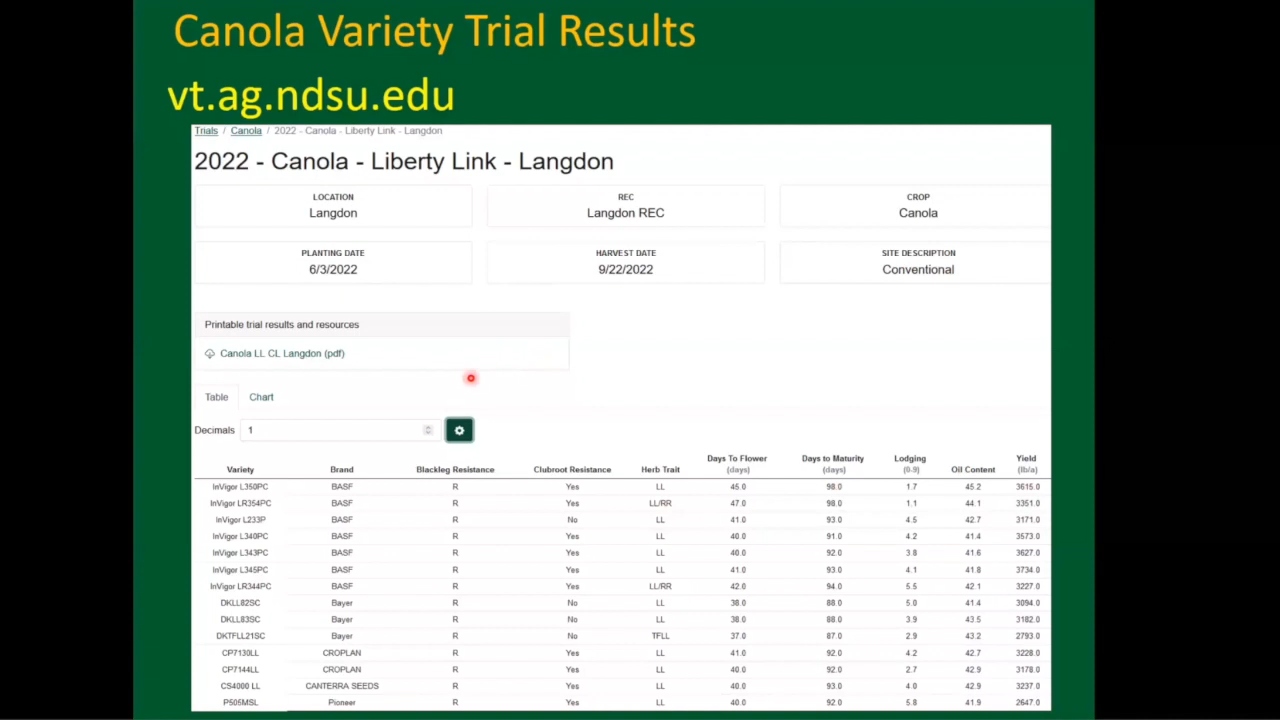 Canola Variety Trial Results
vt.ag.ndsu.edu
Trials / Canola / 2022 - Canola - Liberty Link - Langdon
2022 - Canola - Liberty Link - Langdon
LOCATION REC CROP
Langdon Langdon REC Canola
PLANTING DATE HARVEST DATE SITE DESCRIPTION
6/3/2022 9/22/2022 Conventional
Printable trial results and resources
Canola LL CL Langdon (pdf)
Table Chart
Decimals 1
Variety Brand Blackleg Resistance Clubroot Resistance Herb Trait Days To Flower (days) Days to Maturity (days) Lodging (0.9) Oil Content Yield (lb/a)
InVigor L350PC BASF R Yes LL 45.0 98.0 1.7 45.2 3615.0
InVigor LR354PC BASF R Yes LL/RR 47.0 98.0 1.1 44.1 3351.0
InVigor L233P BASF R No LL 41.0 93.0 4.5 42.7 3171.0
InVigor L340PC BASF R Yes LL 40.0 91.0 4.2 41.4 3573.0
InVigor L343PC BASF R Yes LL 40.0 92.0 3.8 41.6 3627.0
InVigor L345PC BASF R Yes LL 41.0 93.0 4.1 41.8 3734.0
InVigor LR344PC BASF R Yes LL/RR 42.0 94.0 5.5 42.1 3227.0
DKLL82SC Bayer R No LL 38.0 88.0 5.0 41.4 3094.0
DKLL83SC Bayer R No LL 38.0 88.0 3.9 43.5 3182.0
DKTFLL21SC Bayer R No TFLL 37.0 87.0 2.9 43.2 2793.0
CP7130LL CROPLAN R Yes LL 41.0 92.0 4.2 42.7 3228.0
CP7144LL CROPLAN R Yes LL 40.0 92.0 2.7 42.9 3178.0
CS4000 LL CANTERRA SEEDS R Yes LL 40.0 93.0 4.0 42.9 3237.0
P505MSL Pioneer R Yes LL 40.0 92.0 5.8 41.9 2647.0